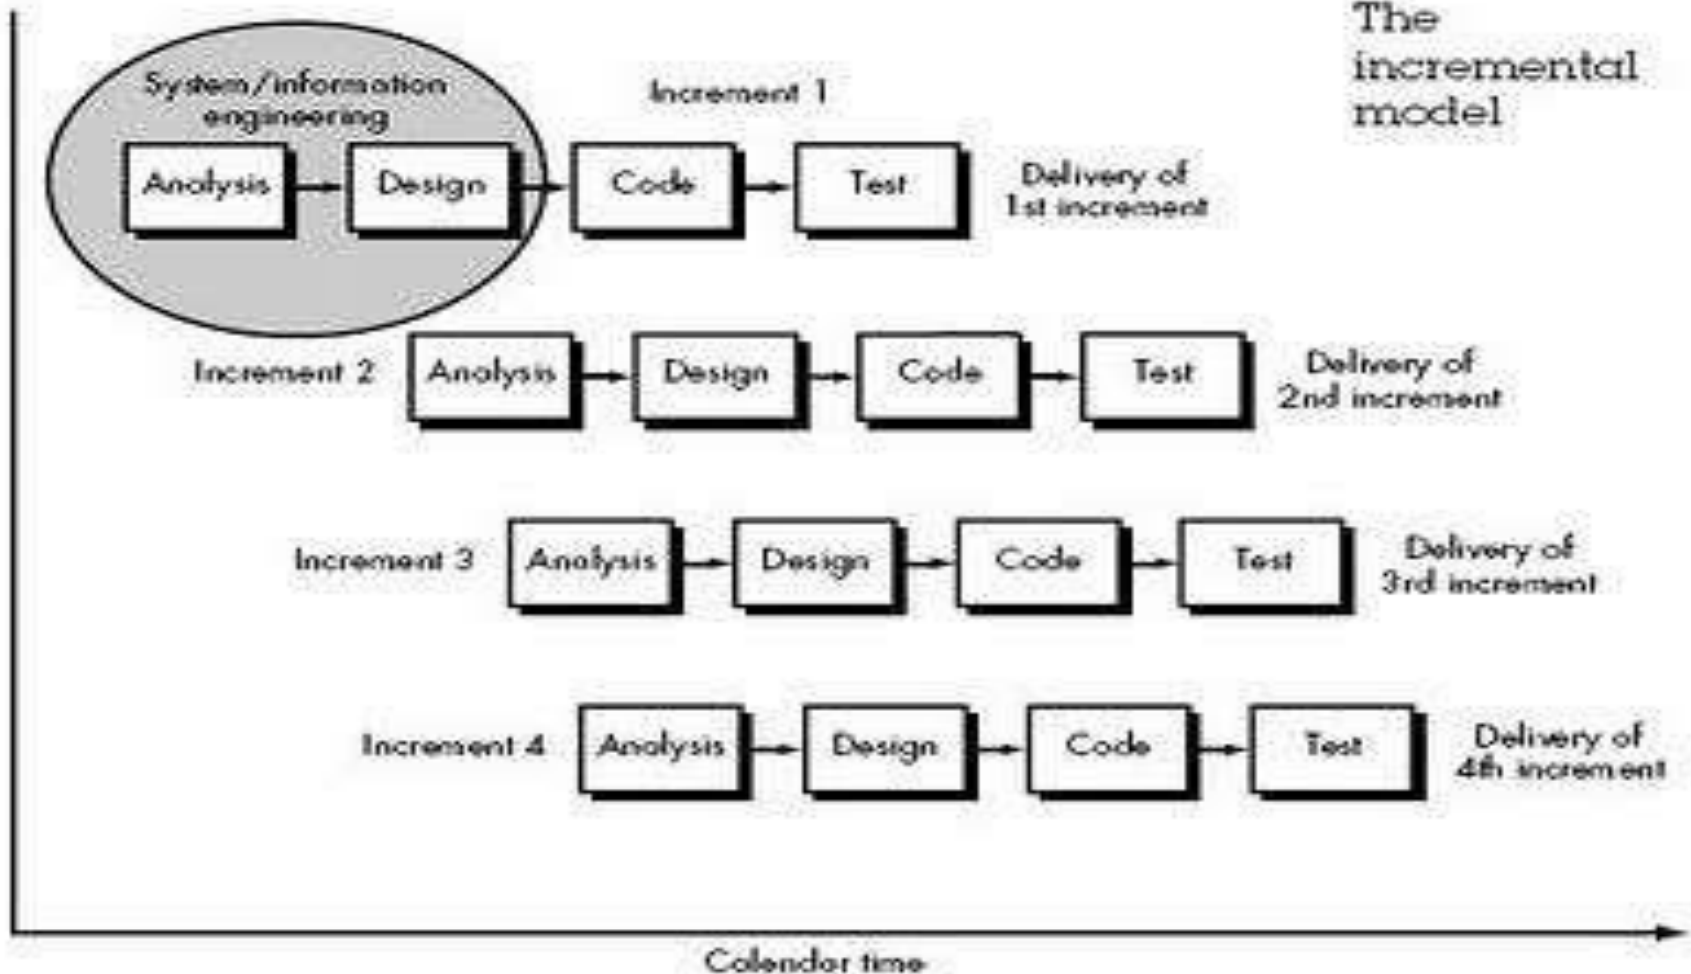 The
incremental
model
System/information
engineering
Increment 1
Analysis
Design
Code
Test
Delivery of
1st increment
Increment 2
Analysis
Design
Code
Test
Delivery of
2nd increment
Increment 3
Analysis
Design
Code
Test
Delivery of
3rd increment
Increment 4
Analysis
Design
Code
Test
Delivery of
4th increment
Calendar time